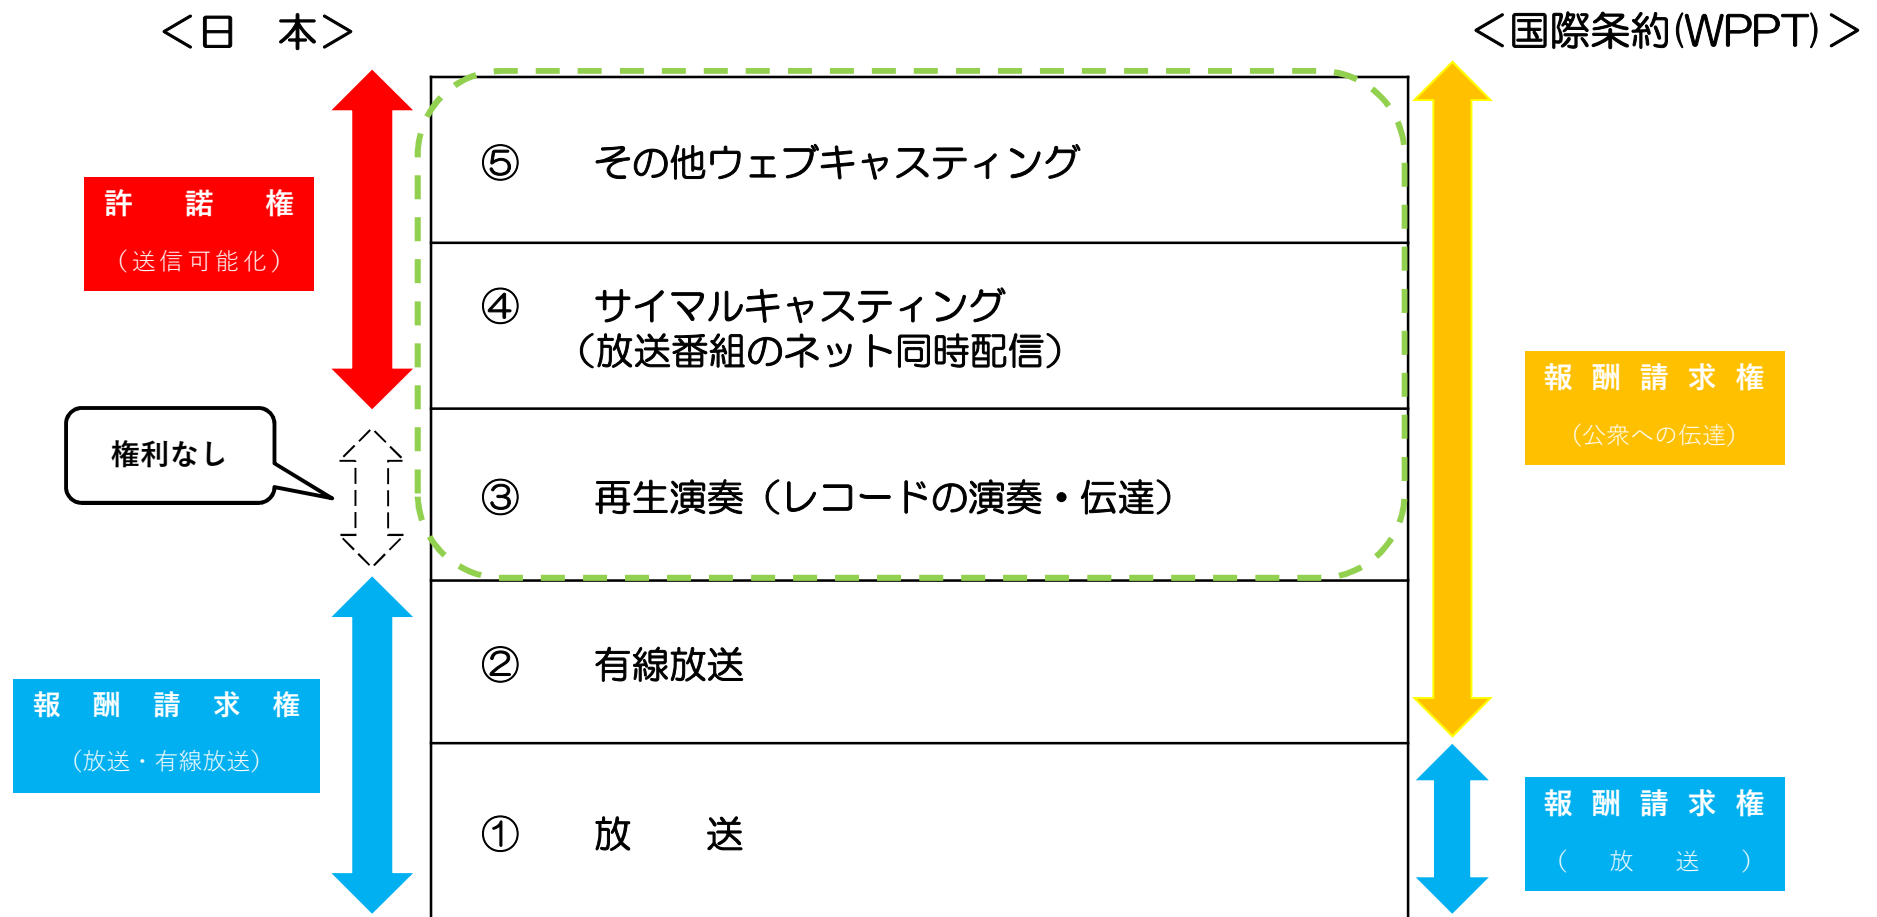 ＜日　本＞
＜国際条約(WPPT)＞
許諾権
（送信可能化）
権利なし
報酬請求権
（放送・有線放送）
⑤　その他ウェブキャスティング
④　サイマルキャスティング
（放送番組のネット同時配信）
③　再生演奏（レコードの演奏・伝達）
②　有線放送
①　放　送
報酬請求権
（公衆への伝達）
報酬請求権
（放送）